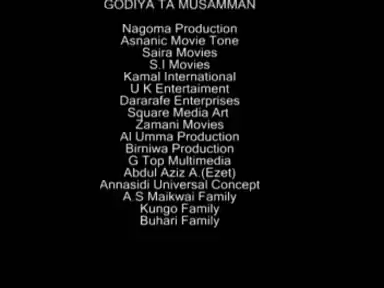 GODIYA TA MUSAMMAN
Nagoma Production
Asnanic Movie Tone
Saira Movies
S.I Movies
Kamal International
U K Entertaiment
Dararafe Enterprises
Square Media Art
Zamani Movies
Al Umma Production
Birniwa Production
G Top Multimedia
Abdul Aziz A.(Ezet)
Annasidi Universal Concept
A S Maikwai Family
Kungo Family
Buhari Family